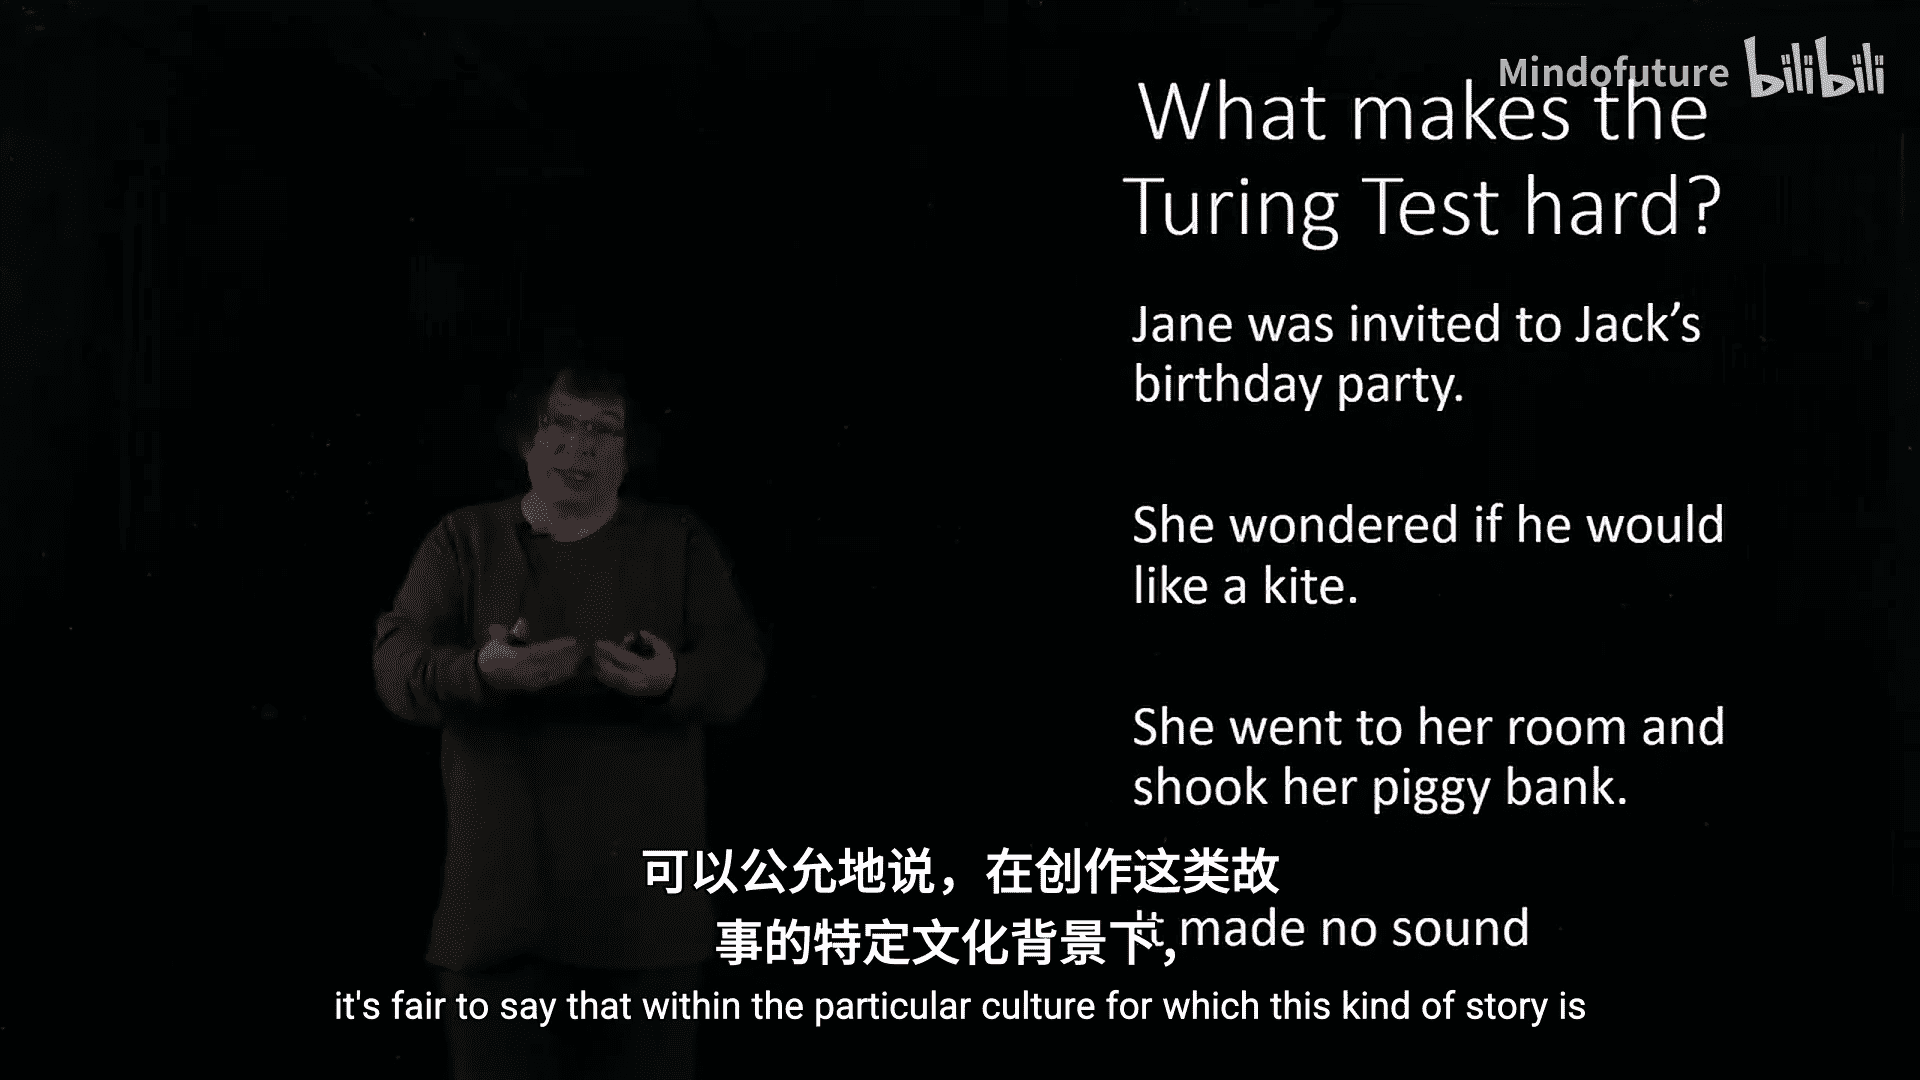 Mindofuture bilibili
What makes the
Turing Test hard?
Jane was invited to Jack’s
birthday party.
She wondered if he would
like a kite.
She went to her room and
shook her piggy bank.
It made no sound
可以公允地说，在创作这类故
事的特定文化背景下，
it's fair to say that within the particular culture for which this kind of story is